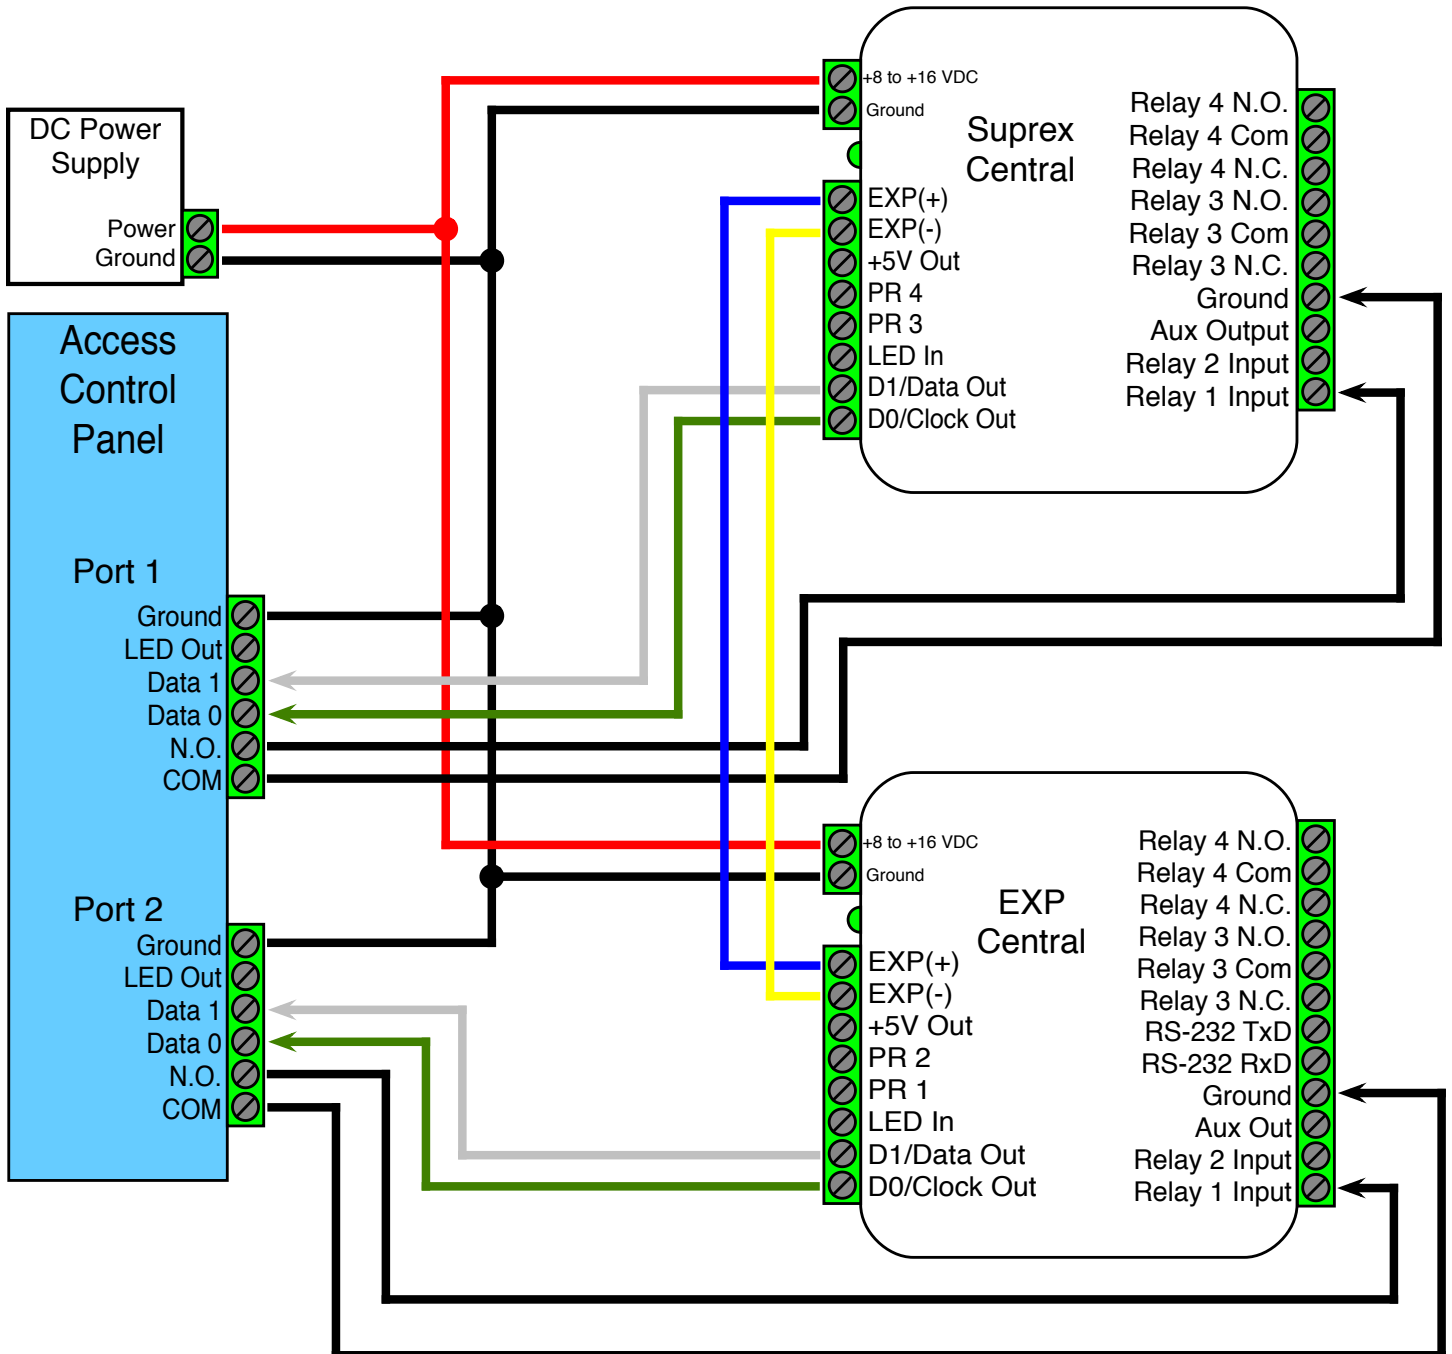 DC Power
Supply
Power
Ground
Access
Control
Panel
Port 1
Ground
LED Out
Data 1
Data 0
N.O.
COM
Port 2
Ground
LED Out
Data 1
Data 0
N.O.
COM
+8 to +16 VDC
Ground
Suprex
Central
EXP(+)
EXP(-)
+5V Out
PR 4
PR 3
LED In
D1/Data Out
D0/Clock Out
Relay 4 N.O.
Relay 4 Com
Relay 4 N.C.
Relay 3 N.O.
Relay 3 Com
Relay 3 N.C.
Ground
Aux Output
Relay 2 Input
Relay 1 Input
+8 to +16 VDC
Ground
EXP
Central
EXP(+)
EXP(-)
+5V Out
PR 2
PR 1
LED In
D1/Data Out
D0/Clock Out
Relay 4 N.O.
Relay 4 Com
Relay 4 N.C.
Relay 3 N.O.
Relay 3 Com
Relay 3 N.C.
RS-232 TxD
RS-232 RxD
Ground
Aux Out
Relay 2 Input
Relay 1 Input